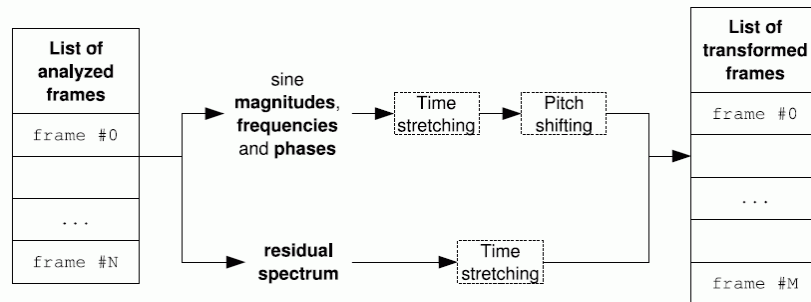 List of
analyzed
frames
frame #0
...
frame #N
sine
magnitudes,
frequencies
and phases
Time
stretching
Pitch
shifting
residual
spectrum
Time
stretching
List of
transformed
frames
frame #0
...
frame #M